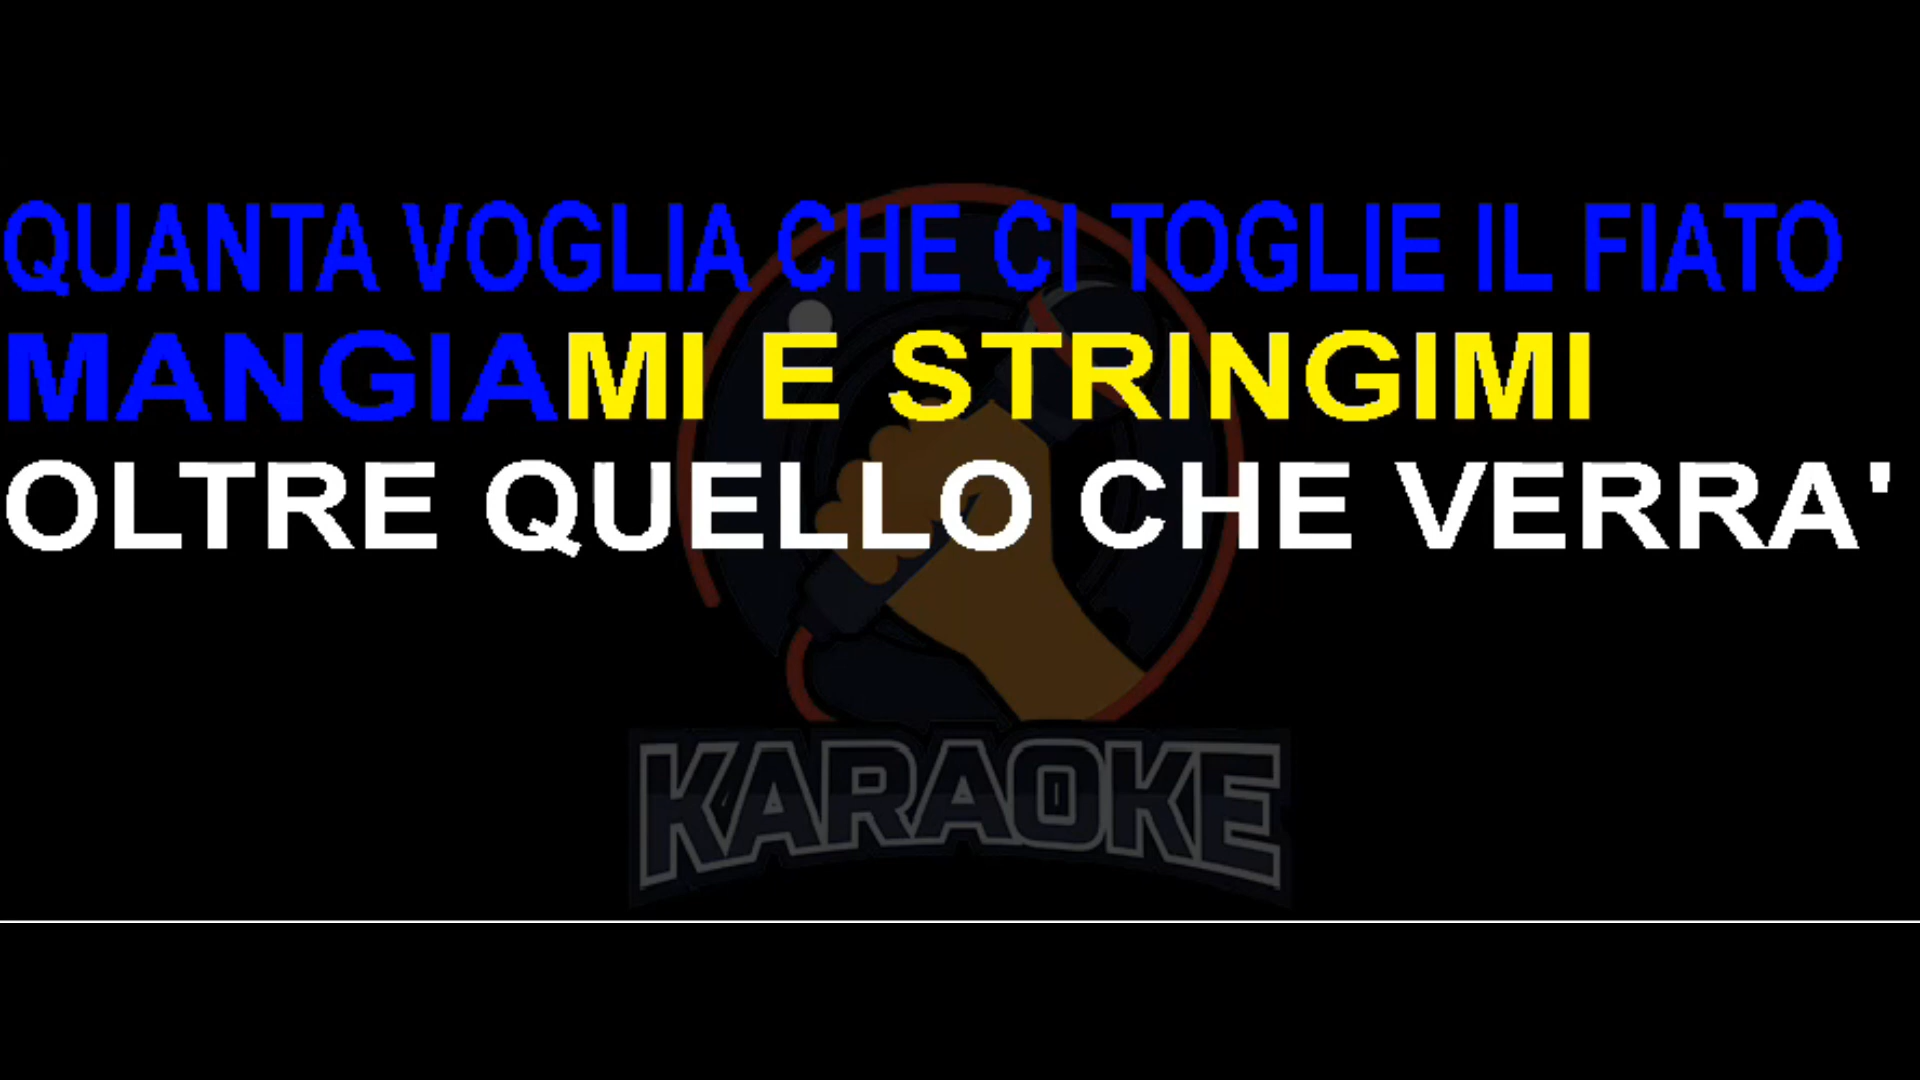 QUANTA VOGLIA CHE CI TOGLIE IL FIATO
MANGIAMI E STRINGIMI
OLTRE QUELLO CHE VERRA'
KARAOKE